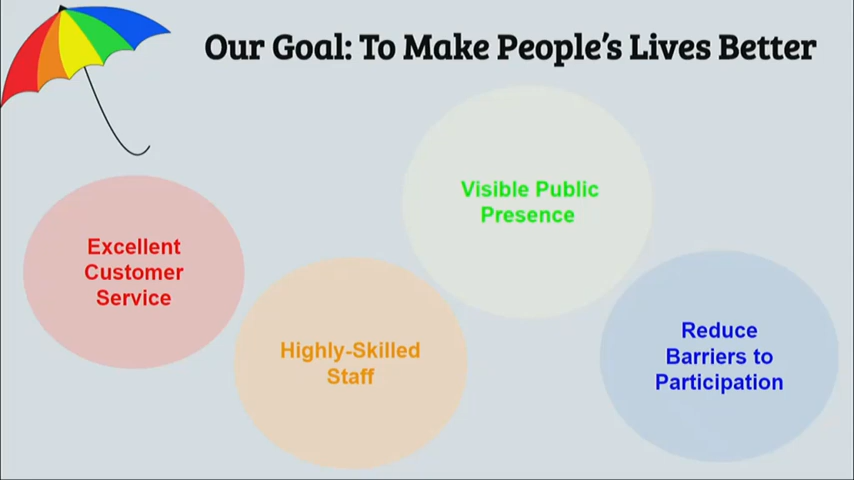 Our Goal: To Make People's Lives Better
Excellent
Customer
Service
Highly-Skilled
Staff
Visible Public
Presence
Reduce
Barriers to
Participation